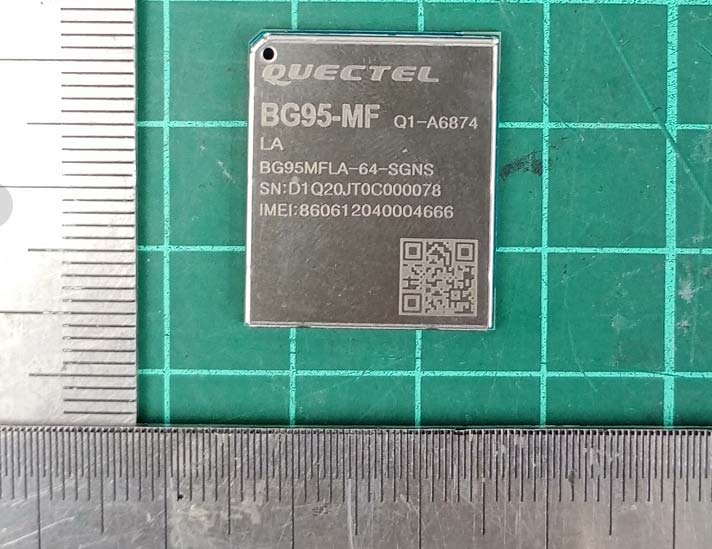 QUECTEL
BG95-MF Q1-A6874
LA
BG95MFLA-64-SGNS
SN:D1Q20JT0C000078
IMEI:860612040004666